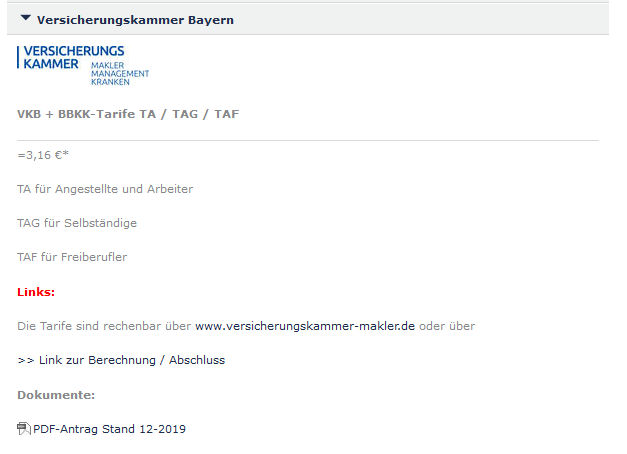 Versicherungskammer Bayern
VERSICHERUNGS
KAMMER MAKLER
MANAGEMENT
KRANKEN
VKB + BBKK-Tarife TA / TAG / TAF
=3,16 €*
TA für Angestellte und Arbeiter
TAG für Selbständige
TAF für Freiberufler
Links:
Die Tarife sind rechenbar über www.versicherungskammer-makler.de oder über
>> Link zur Berechnung / Abschluss
Dokumente:
PDF-Antrag Stand 12-2019